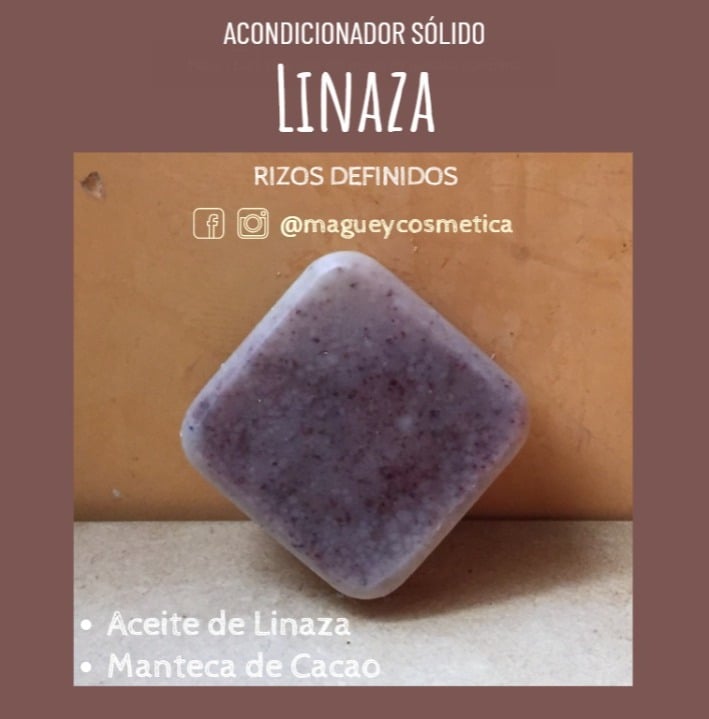 ACONDICIONADOR SÓLIDO
LINAZA
RIZOS DEFINIDOS
@magueycosmetica
• Aceite de Linaza
• Manteca de Cacao